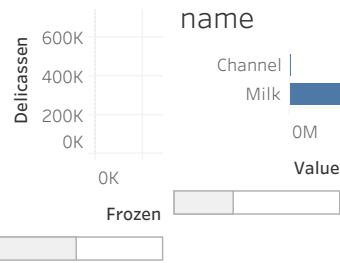 Delicassen
600K
400K
200K
0K
0K
Frozen
name
Channel
Milk
0M
Value